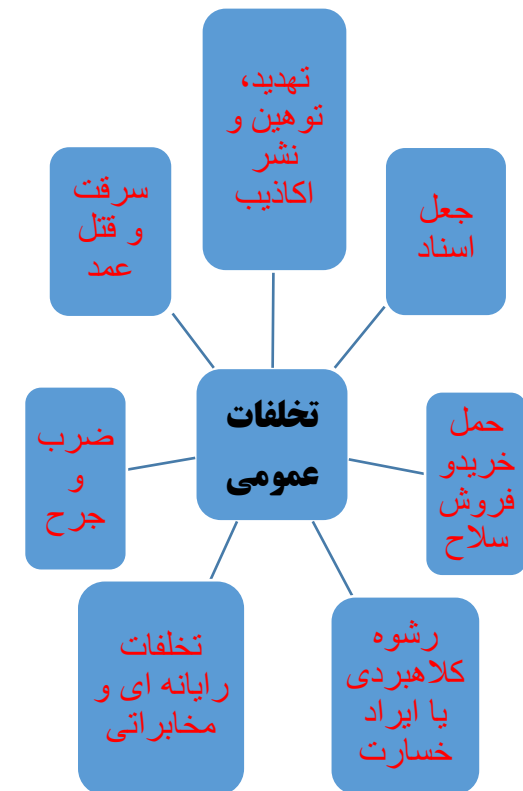 تهدید،
توهین و
نشر
اکاذیب
جعل
اسناد
سرقت
و قتل
عمد
تخلفات
عمومی
حمل
خریدو
فروش
سلاح
ضرب
و
جرح
رشوه
کلاهبردی
یا ایراد
خسارت
تخلفات
رایانه ای و
مخابراتی